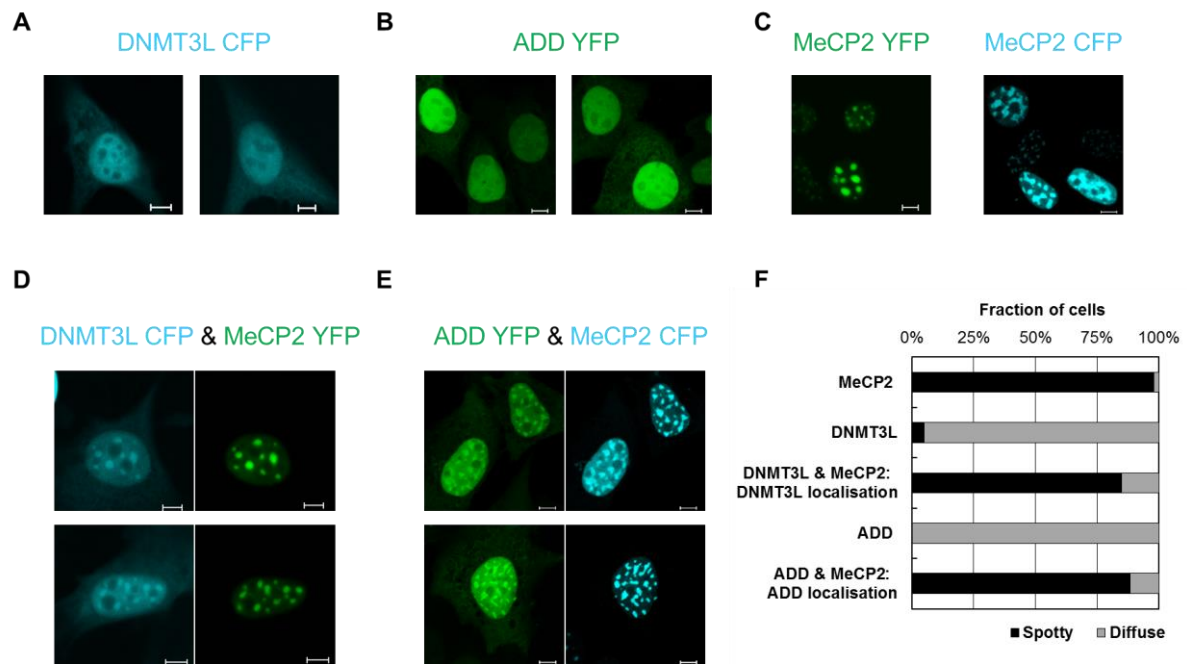 A
DNMT3L CFP
B
ADD YFP
C
MeCP2 YFP
MeCP2 CFP
D
DNMT3L CFP & MeCP2 YFP
E
ADD YFP & MeCP2 CFP
F
Fraction of cells
0% 25% 50% 75% 100%
MeCP2
DNMT3L
DNMT3L & MeCP2:
DNMT3L localisation
ADD
ADD & MeCP2:
ADD localisation
Spotty Diffuse